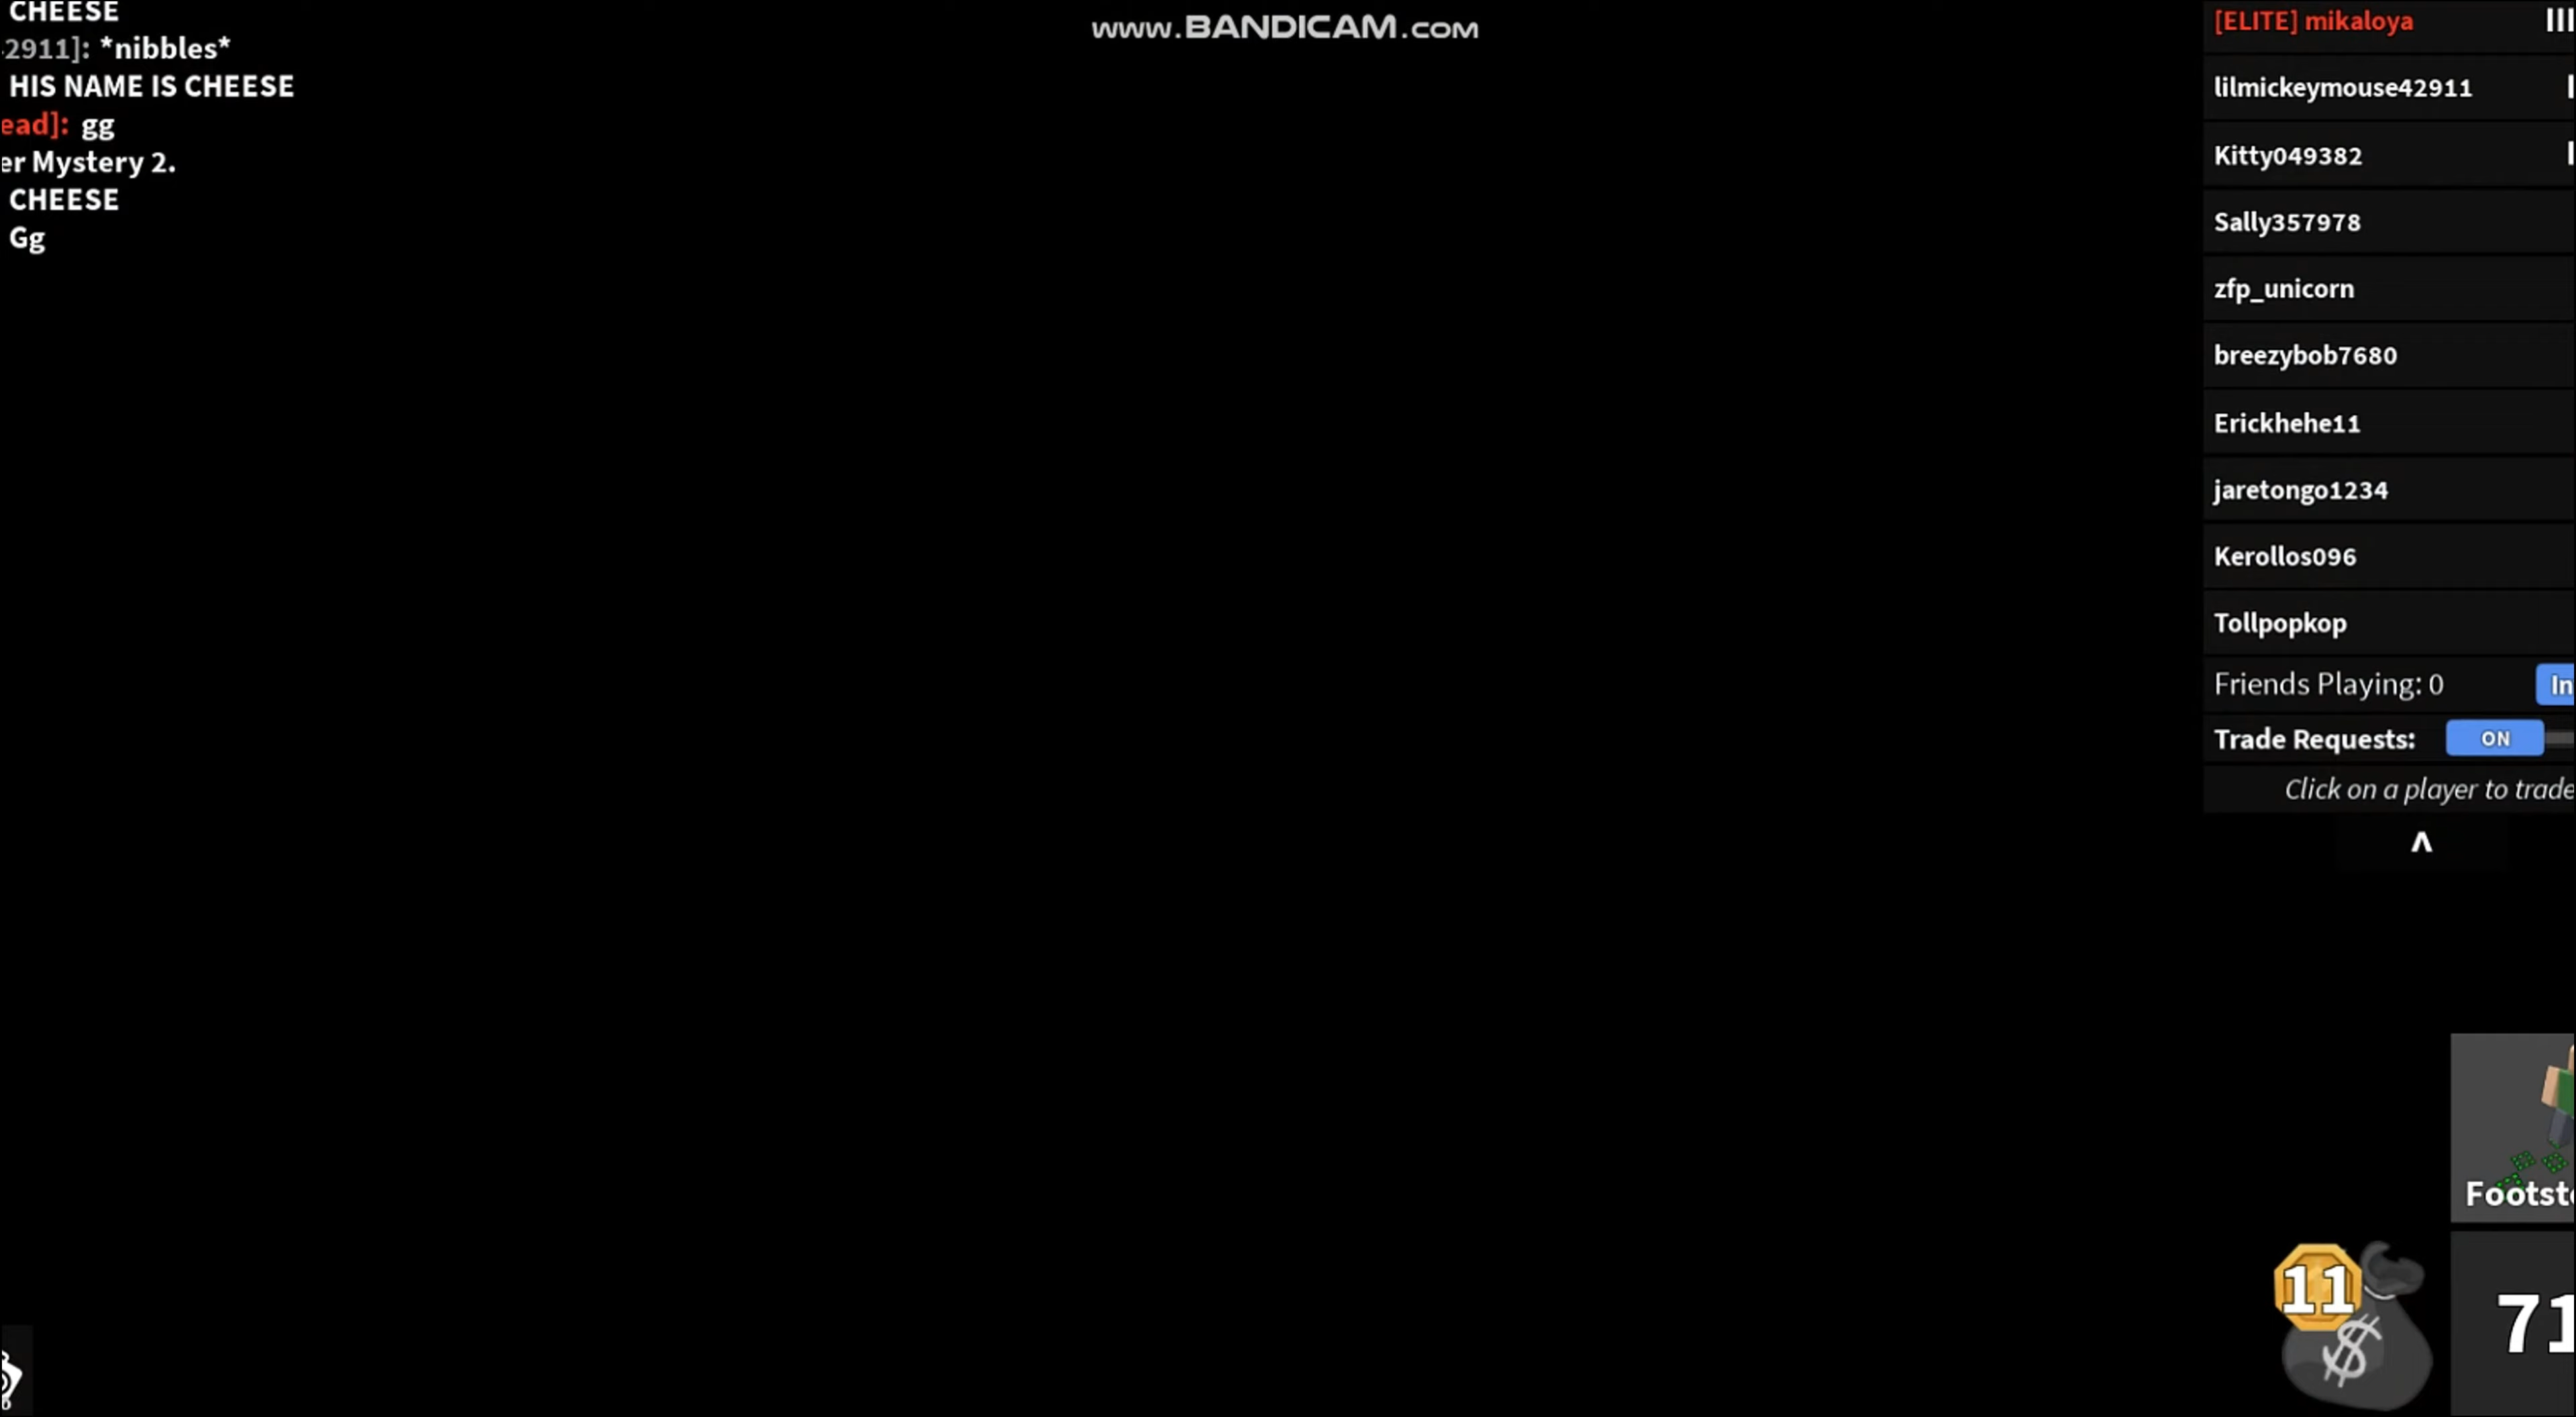 CHEESE
2911]: *nibbles*
HIS NAME IS CHEESE
ead]: gg
er Mystery 2.
CHEESE
Gg
www.BANDICAM.COM
[ELITE] mikaloya
lilmickeymouse42911
Kitty049382
Sally357978
zfp_unicorn
breezybob7680
Erickhehe11
jaretongo1234
Kerollos096
Tollpopkop
Friends Playing: 0 In
Trade Requests: ON
Click on a player to trade
Footste
11
$
71